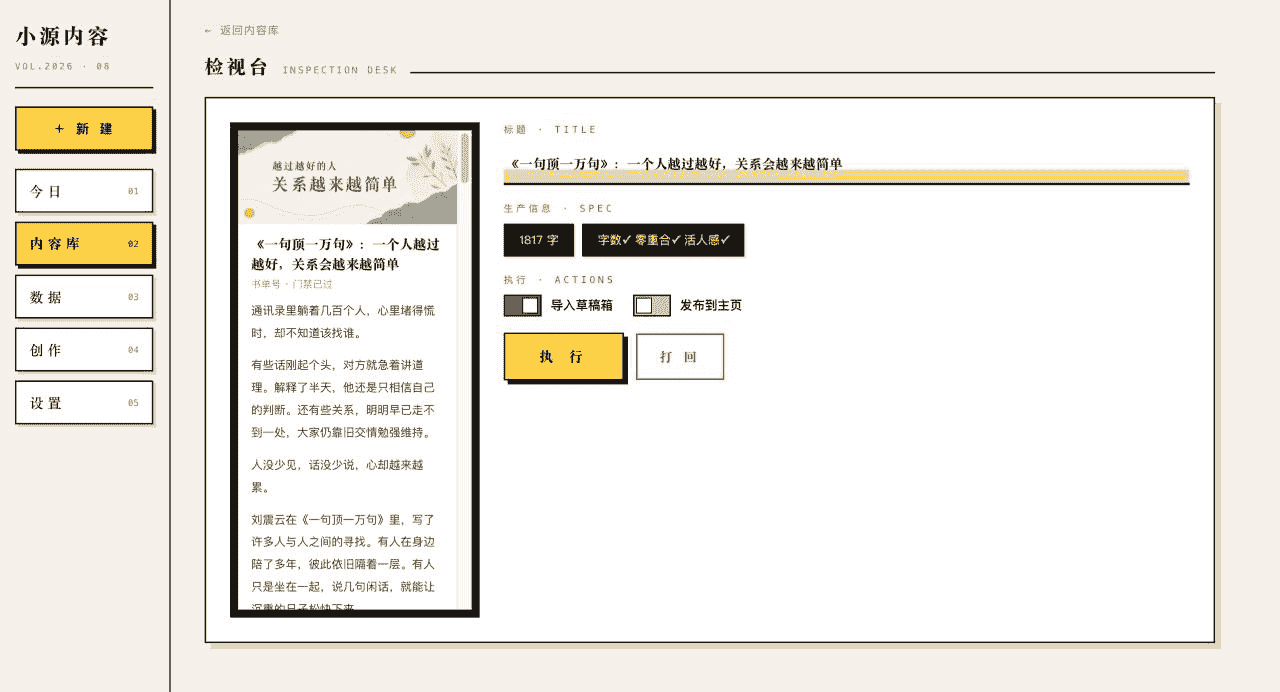 小源内容
VOL.2026 · 08
+ 新 建
今日 01
内容库 02
数据 03
创作 04
设置 05
← 返回内容库
检视台 INSPECTION DESK
越过越好的人
关系越来越简单
《一句顶一万句》：一个人越过
越好，关系会越来越简单
书单号 · 门禁已过
通讯录里躺着几百个人，心里堵得慌
时，却不知道该找谁。
有些话刚起个头，对方就急着讲道
理。解释了半天，他还是只相信自己
的判断。还有些关系，明明早已走不
到一处，大家仍靠旧交情勉强维持。
人没少见，话没少说，心却越来越
累。
刘震云在《一句顶一万句》里，写了
许多人与人之间的寻找。有人在身边
陪了多年，彼此依旧隔着一层。有人
只是坐在一起，说几句闲话，就能让
沉重的日子松快下来
标题 · TITLE
《一句顶一万句》：一个人越过越好，关系会越来越简单
生产信息 · SPEC
1817 字
字数✓ 零重合✓ 活人感✓
执行 · ACTIONS
导入草稿箱
发布到主页
执 行
打 回